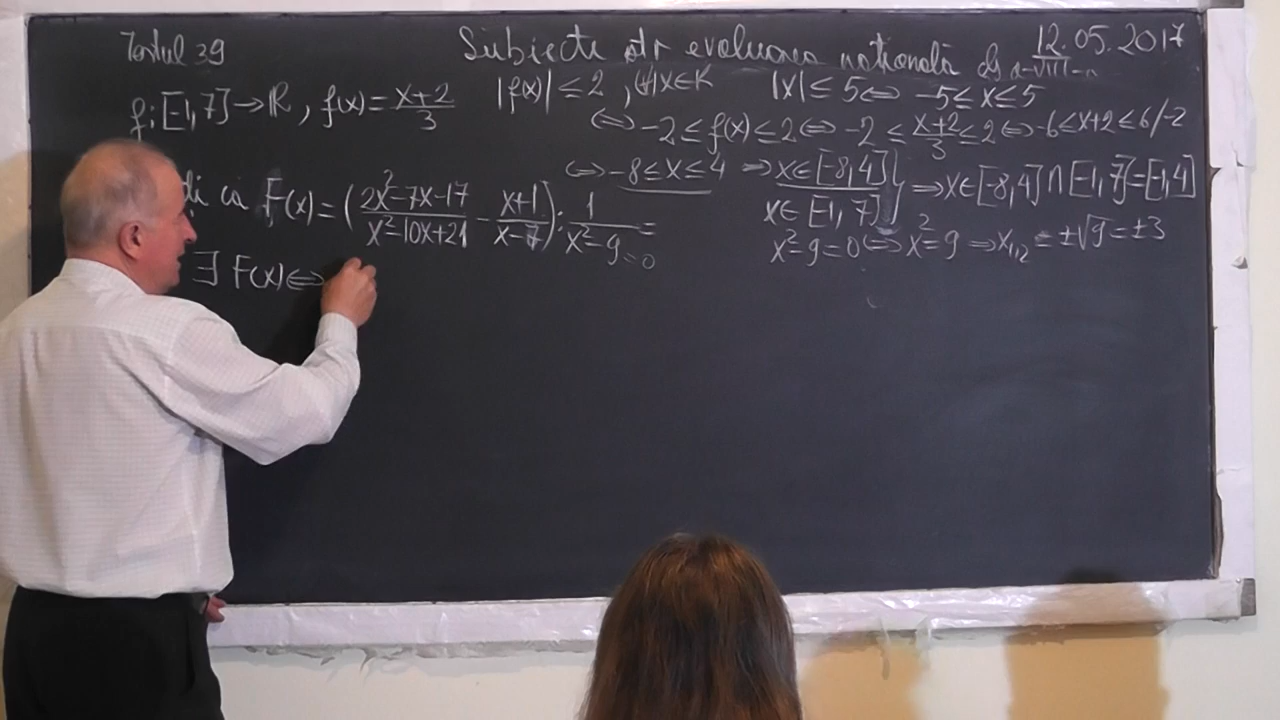 Testul 39 Subiecte ptr evaluarea națională 12.05.2017
f:[-1,7]→ℝ, f(x)=(x+2)/3 |f(x)|≤2, (∀)x∈ℝ |x|≤5⇔-5≤x≤5
⇔-2≤f(x)≤2⇔-2≤(x+2)/3≤2⇔-6≤x+2≤6/-2
⇔-8≤x≤4 ⇒x∈[-8,4]
x∈[-1,7]} ⇒x∈[-8,4]∩[-1,7]=[-1,4]
că F(x)=((2x²-7x-17)/(x²-10x+21)-(x+1)/(x-7)):1/(x²-9)=
x²-9=0⇔x²=9⇒x₁,₂=±√9=±3
=0
∃F(x)⇔